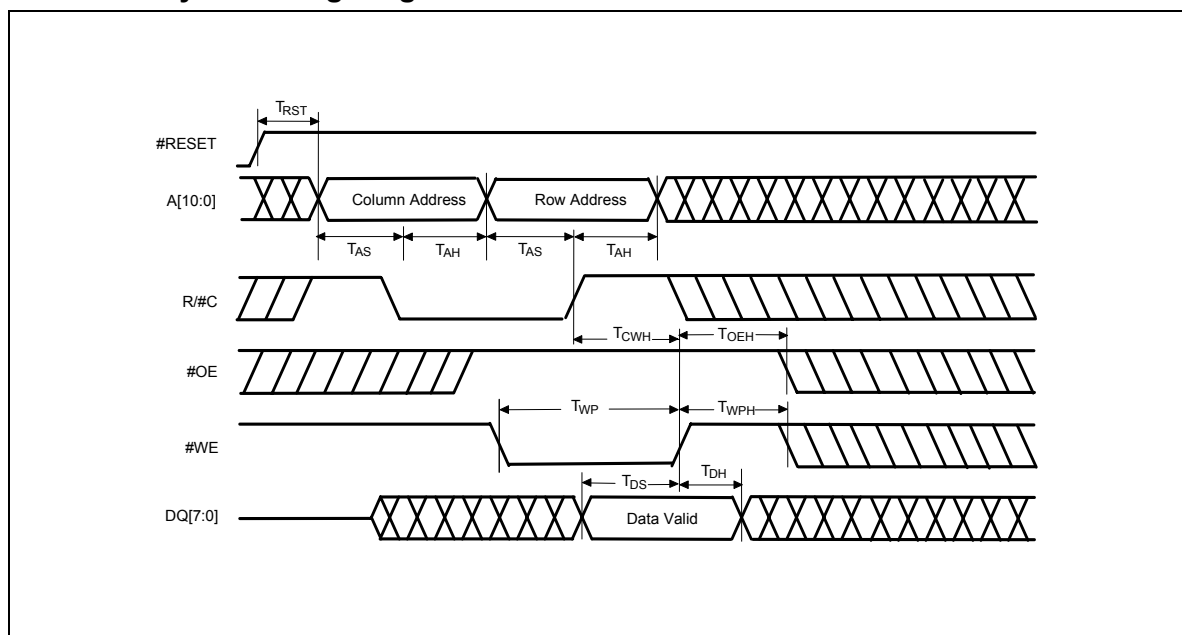 TRST
#RESET
A[10:0]
Column Address
Row Address
TAS
TAH
TAS
TAH
R/#C
TCWH
TOEH
#OE
TWP
TWPH
#WE
TDS
TDH
DQ[7:0]
Data Valid